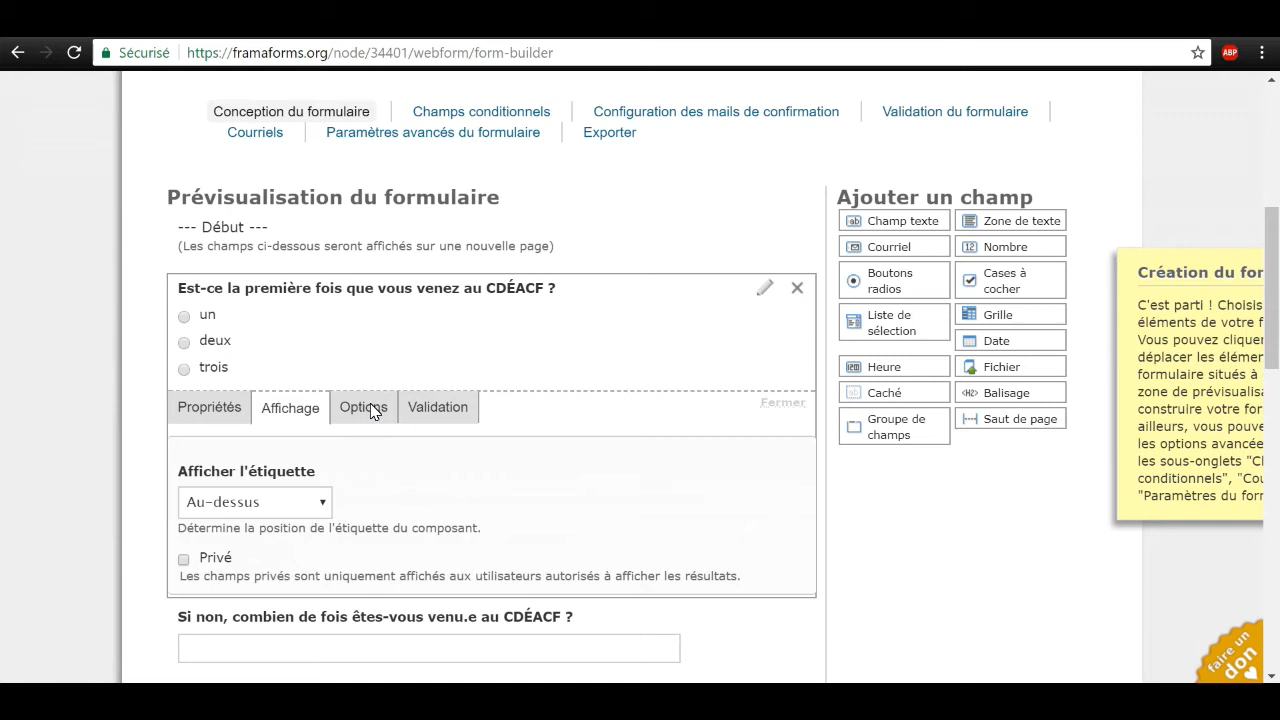 Sécurisé
https://framaforms.org/node/34401/webform/form-builder
ABP
Conception du formulaire
Champs conditionnels
Configuration des mails de confirmation
Validation du formulaire
Courriels
Paramètres avancés du formulaire
Exporter
Prévisualisation du formulaire
--- Début ---
(Les champs ci-dessous seront affichés sur une nouvelle page)
Est-ce la première fois que vous venez au CDÉACF ?
un
deux
trois
Propriétés
Affichage
Options
Validation
Fermer
Afficher l'étiquette
Au-dessus
Détermine la position de l'étiquette du composant.
Privé
Les champs privés sont uniquement affichés aux utilisateurs autorisés à afficher les résultats.
Si non, combien de fois êtes-vous venu.e au CDÉACF ?
Ajouter un champ
Champ texte
Zone de texte
Courriel
Nombre
Boutons
radios
Cases à
cocher
Liste de
sélection
Grille
Date
Heure
Fichier
Caché
Balisage
Groupe de
champs
Saut de page
Création du for
C'est parti ! Choisis
éléments de votre f
Vous pouvez cliquer
déplacer les élémen
formulaire situés à
zone de prévisualisa
construire votre for
ailleurs, vous pouve
les options avancée
les sous-onglets "Ch
conditionnels", "Cou
"Paramètres du form
faire un
don